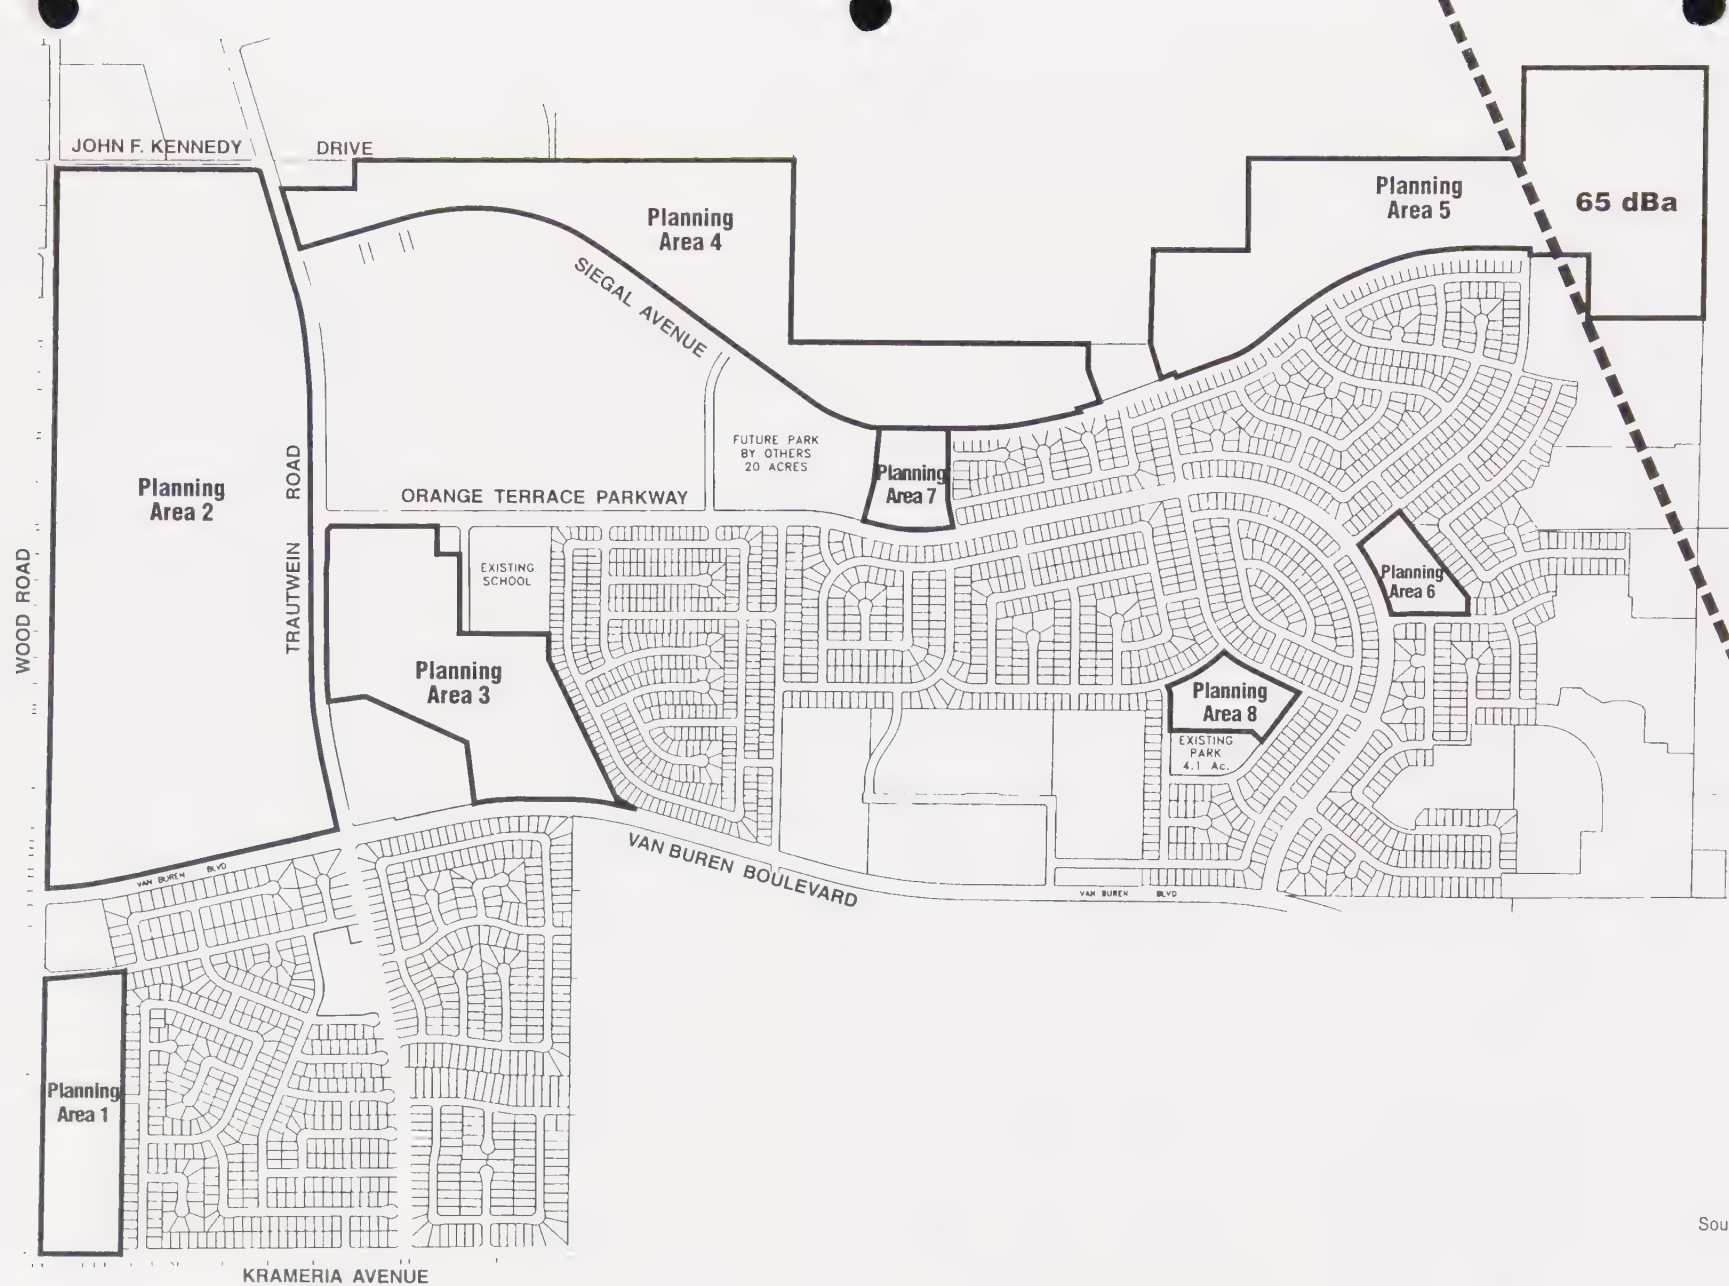 JOHN F. KENNEDY DRIVE
Planning
Area 5
65 dBa
Planning
Area 4
SIEGAL AVENUE
FUTURE PARK
BY OTHERS
20 ACRES
Planning
Area 7
ORANGE TERRACE PARKWAY
Planning
Area 2
TRAUTWEIN ROAD
WOOD ROAD
EXISTING
SCHOOL
Planning
Area 6
Planning
Area 3
Planning
Area 8
EXISTING
PARK
4.1 Ac.
VAN BUREN BLVD
VAN BUREN BOULEVARD
VAN BUREN BLVD
Planning
Area 1
Sou
KRAMERIA AVENUE